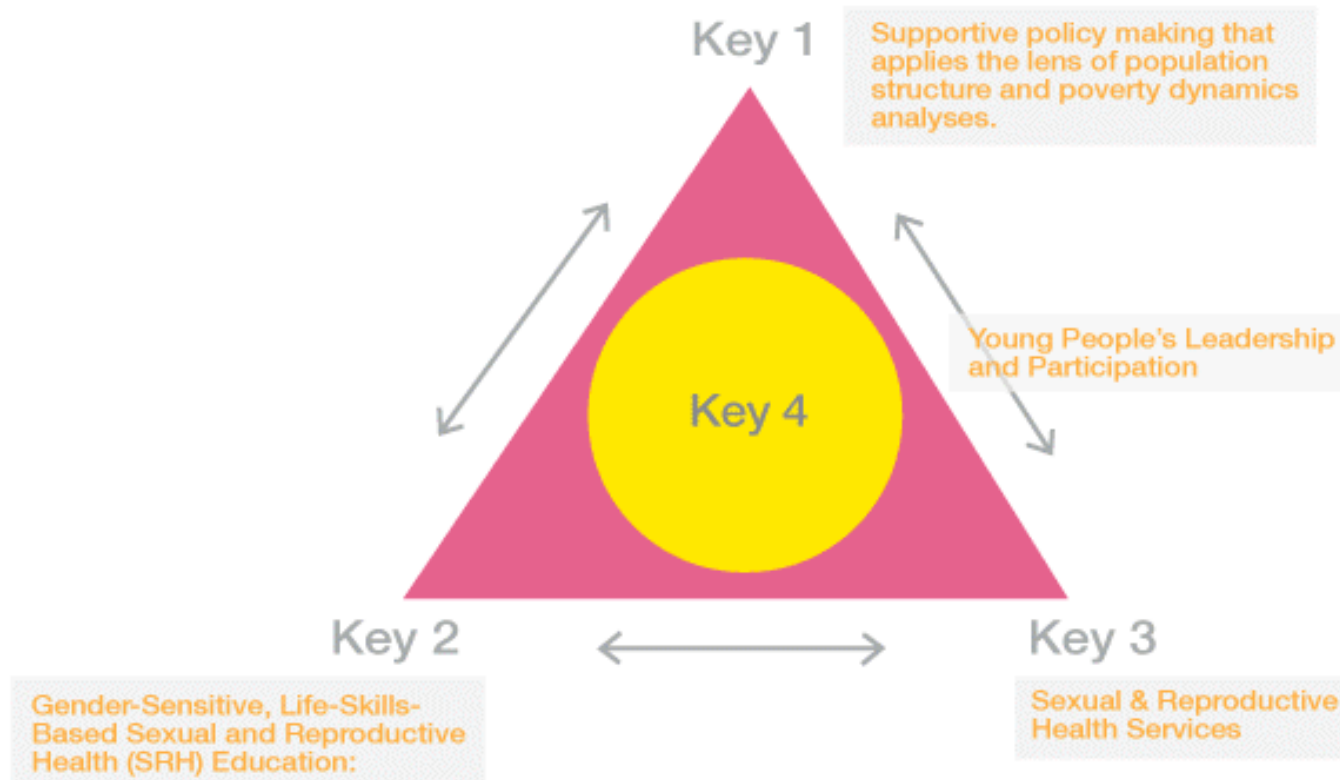 Key 1
Supportive policy making that
applies the lens of population
structure and poverty dynamics
analyses.
Young People's Leadership
and Participation
Key 4
Key 2
Key 3
Gender-Sensitive, Life-Skills-
Based Sexual and Reproductive
Health (SRH) Education:
Sexual & Reproductive
Health Services